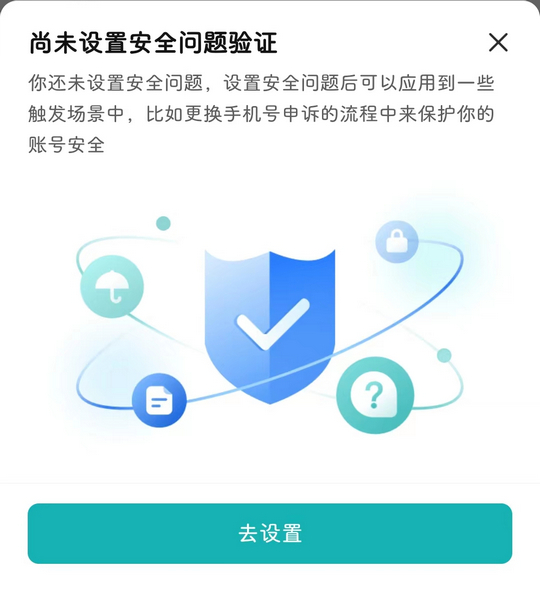 尚未设置安全问题验证
你还未设置安全问题，设置安全问题后可以应用到一些
触发场景中，比如更换手机号申诉的流程中来保护你的
账号安全
?
去设置